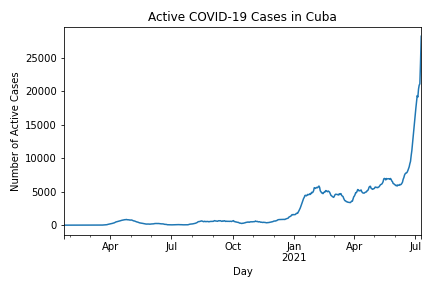 Active COVID-19 Cases in Cuba
Number of Active Cases
25000
20000
15000
10000
5000
0
Apr
Jul
Oct
Jan
2021
Apr
Jul
Day